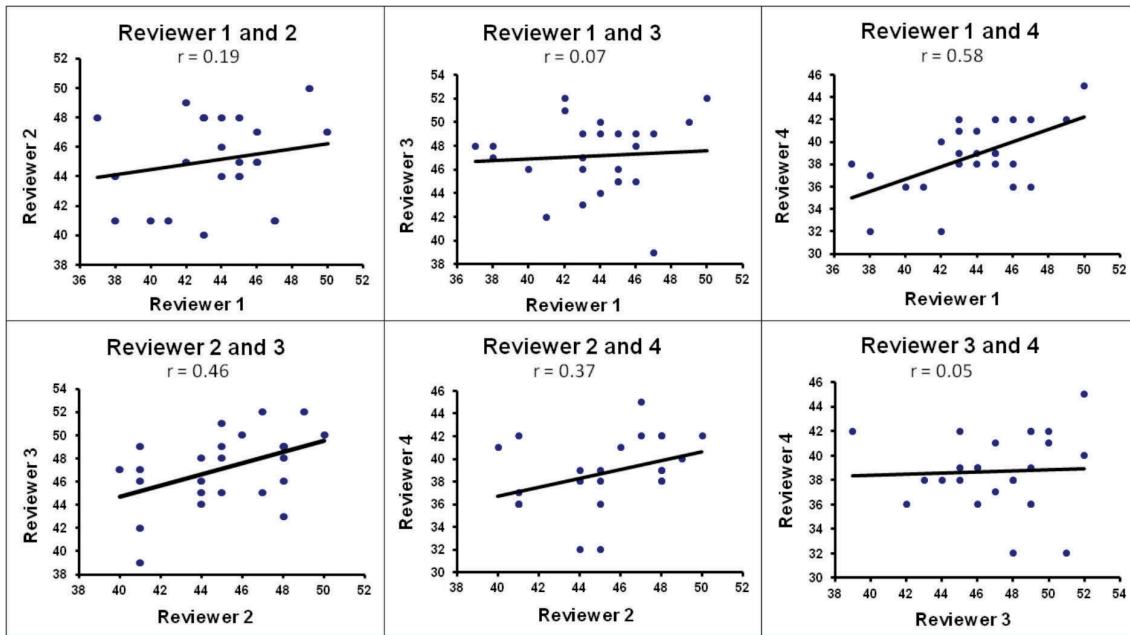 Reviewer 1 and 2
r = 0.19
52
50
48
46
44
42
40
38
Reviewer 2
36 38 40 42 44 46 48 50 52
Reviewer 1
Reviewer 1 and 3
r = 0.07
54
52
50
48
46
44
42
40
38
Reviewer 3
36 38 40 42 44 46 48 50 52
Reviewer 1
Reviewer 1 and 4
r = 0.58
46
44
42
40
38
36
34
32
30
Reviewer 4
36 38 40 42 44 46 48 50 52
Reviewer 1
Reviewer 2 and 3
r = 0.46
54
52
50
48
46
44
42
40
38
Reviewer 3
38 40 42 44 46 48 50 52
Reviewer 2
Reviewer 2 and 4
r = 0.37
46
44
42
40
38
36
34
32
30
Reviewer 4
38 40 42 44 46 48 50 52
Reviewer 2
Reviewer 3 and 4
r = 0.05
46
44
42
40
38
36
34
32
30
Reviewer 4
38 40 42 44 46 48 50 52 54
Reviewer 3